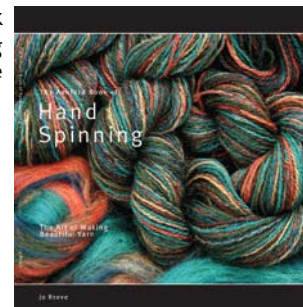 k
g
e
The Ashford Book of
Hand
Spinning
The Art of Making
Beautiful Yarn
Jo Reeve